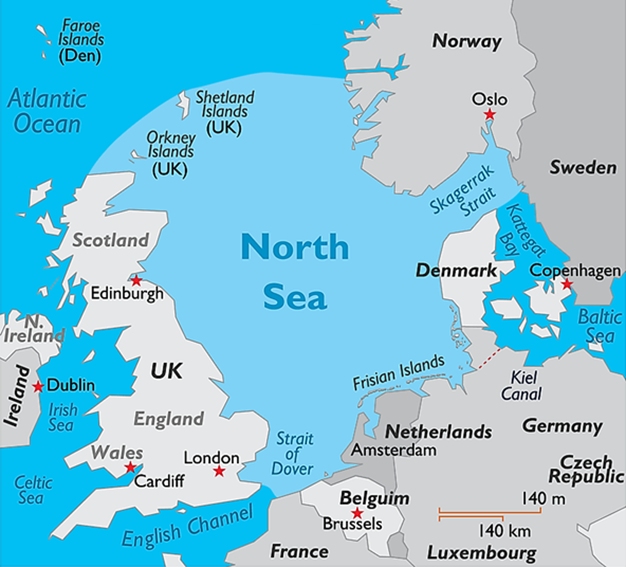 Faroe
Islands
(Den)
Norway
Atlantic
Ocean
Shetland
Islands
(UK)
Oslo
Orkney
Islands
(UK)
Sweden
Skagerrak
Strait
Kattegat
Bay
Scotland
North
Sea
Denmark
Copenhagen
Edinburgh
Baltic
Sea
N.
Ireland
Frisian Islands
UK
Ireland
Dublin
Kiel
Canal
Irish
Sea
England
Netherlands
Germany
Strait
of
Dover
Amsterdam
Wales
London
Cardiff
Czech
Republic
Celtic
Sea
Belguim
140 m
English Channel
Brussels
140 km
France
Luxembourg